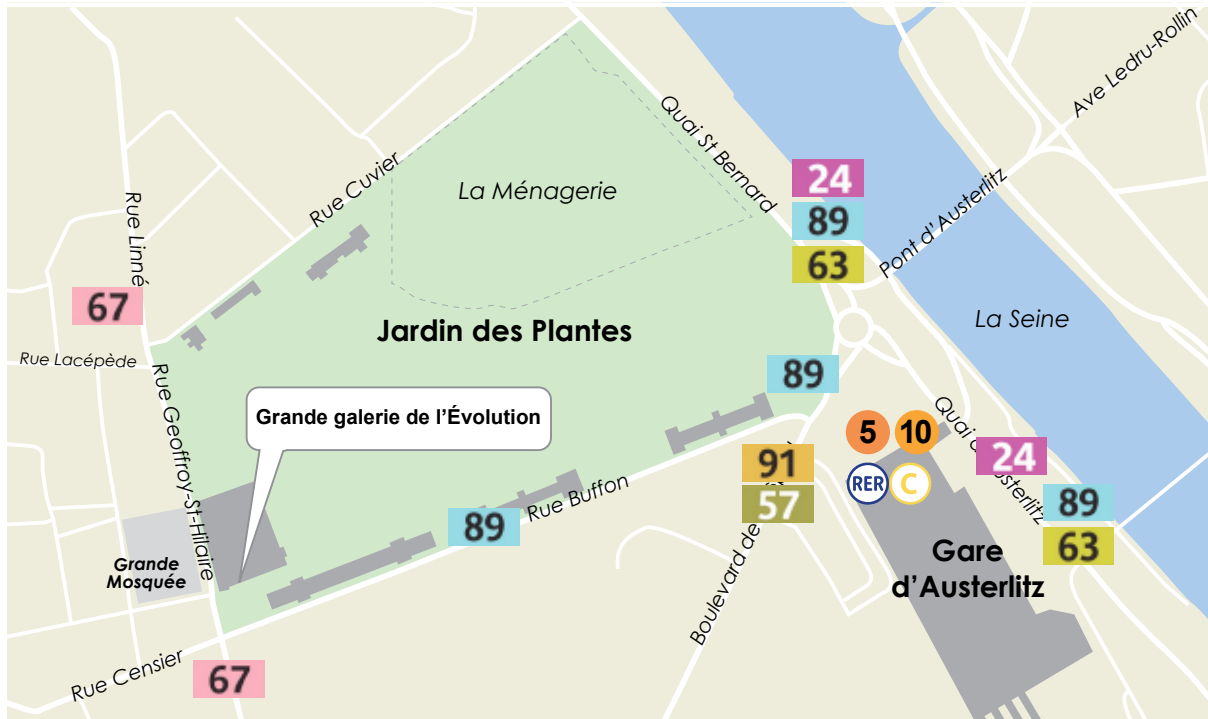 Ave Ledru-Rollin
Quai St Bernard
Rue Cuvier
La Ménagerie
24
89
63
Pont d'Austerlitz
Rue Linné
67
La Seine
Jardin des Plantes
Rue Lacépède
89
Rue Geoffroy-St-Hilaire
Grande galerie de l'Évolution
5
10
Quai
Austerlitz
24
91
RER
C
57
Rue Buffon
89
89
63
Gare
d'Austerlitz
Grande
Mosquée
Boulevard de
Rue Censier
67